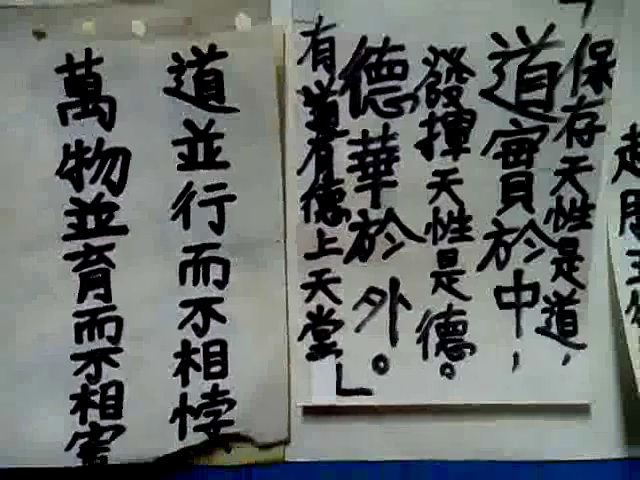 「保存天性是道，
道實於中，
發揮天性是德。
德華於外。
有道有德上天堂」
道並行而不相悖
萬物並育而不相害